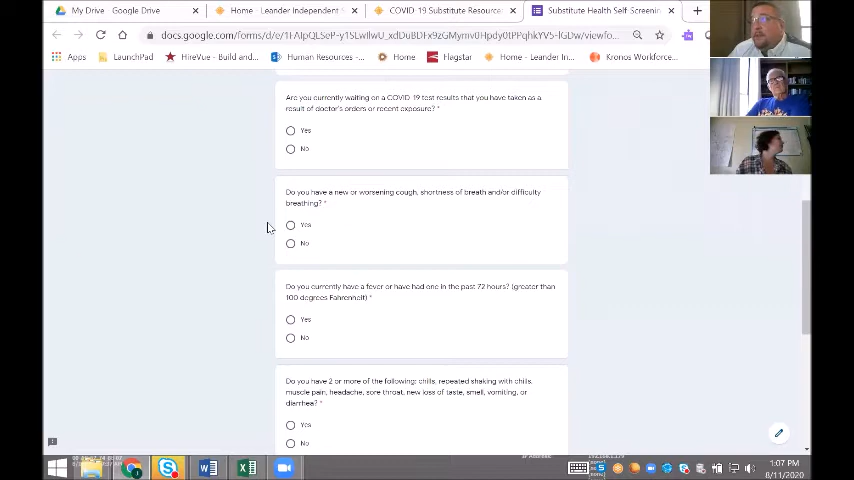 My Drive - Google Drive
Home - Leander Independent S
COVID-19 Substitute Resource
Substitute Health Self-Screenin
Apps
LaunchPad
HireVue - Build and...
Human Resources -...
Home
Flagstar
Home - Leander In...
Kronos Workforce...
Are you currently waiting on a COVID-19 test results that you have taken as a
result of doctor's orders or recent exposure? *
Yes
No
Do you have a new or worsening cough, shortness of breath and/or difficulty
breathing? *
Yes
No
Do you currently have a fever or have had one in the past 72 hours? (greater than
100 degrees Fahrenheit) *
Yes
No
Do you have 2 or more of the following: chills, repeated shaking with chills,
muscle pain, headache, sore throat, new loss of taste, smell, vomiting, or
diarrhea? *
Yes
No
1:07 PM
8/11/2020